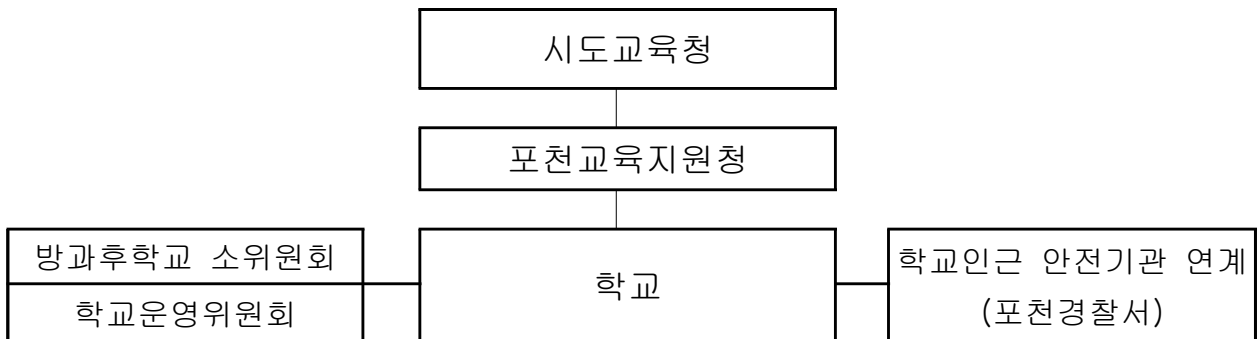 시도교육청
포천교육지원청
방과후학교 소위원회
학교운영위원회
학교
학교인근 안전기관 연계
(포천경찰서)